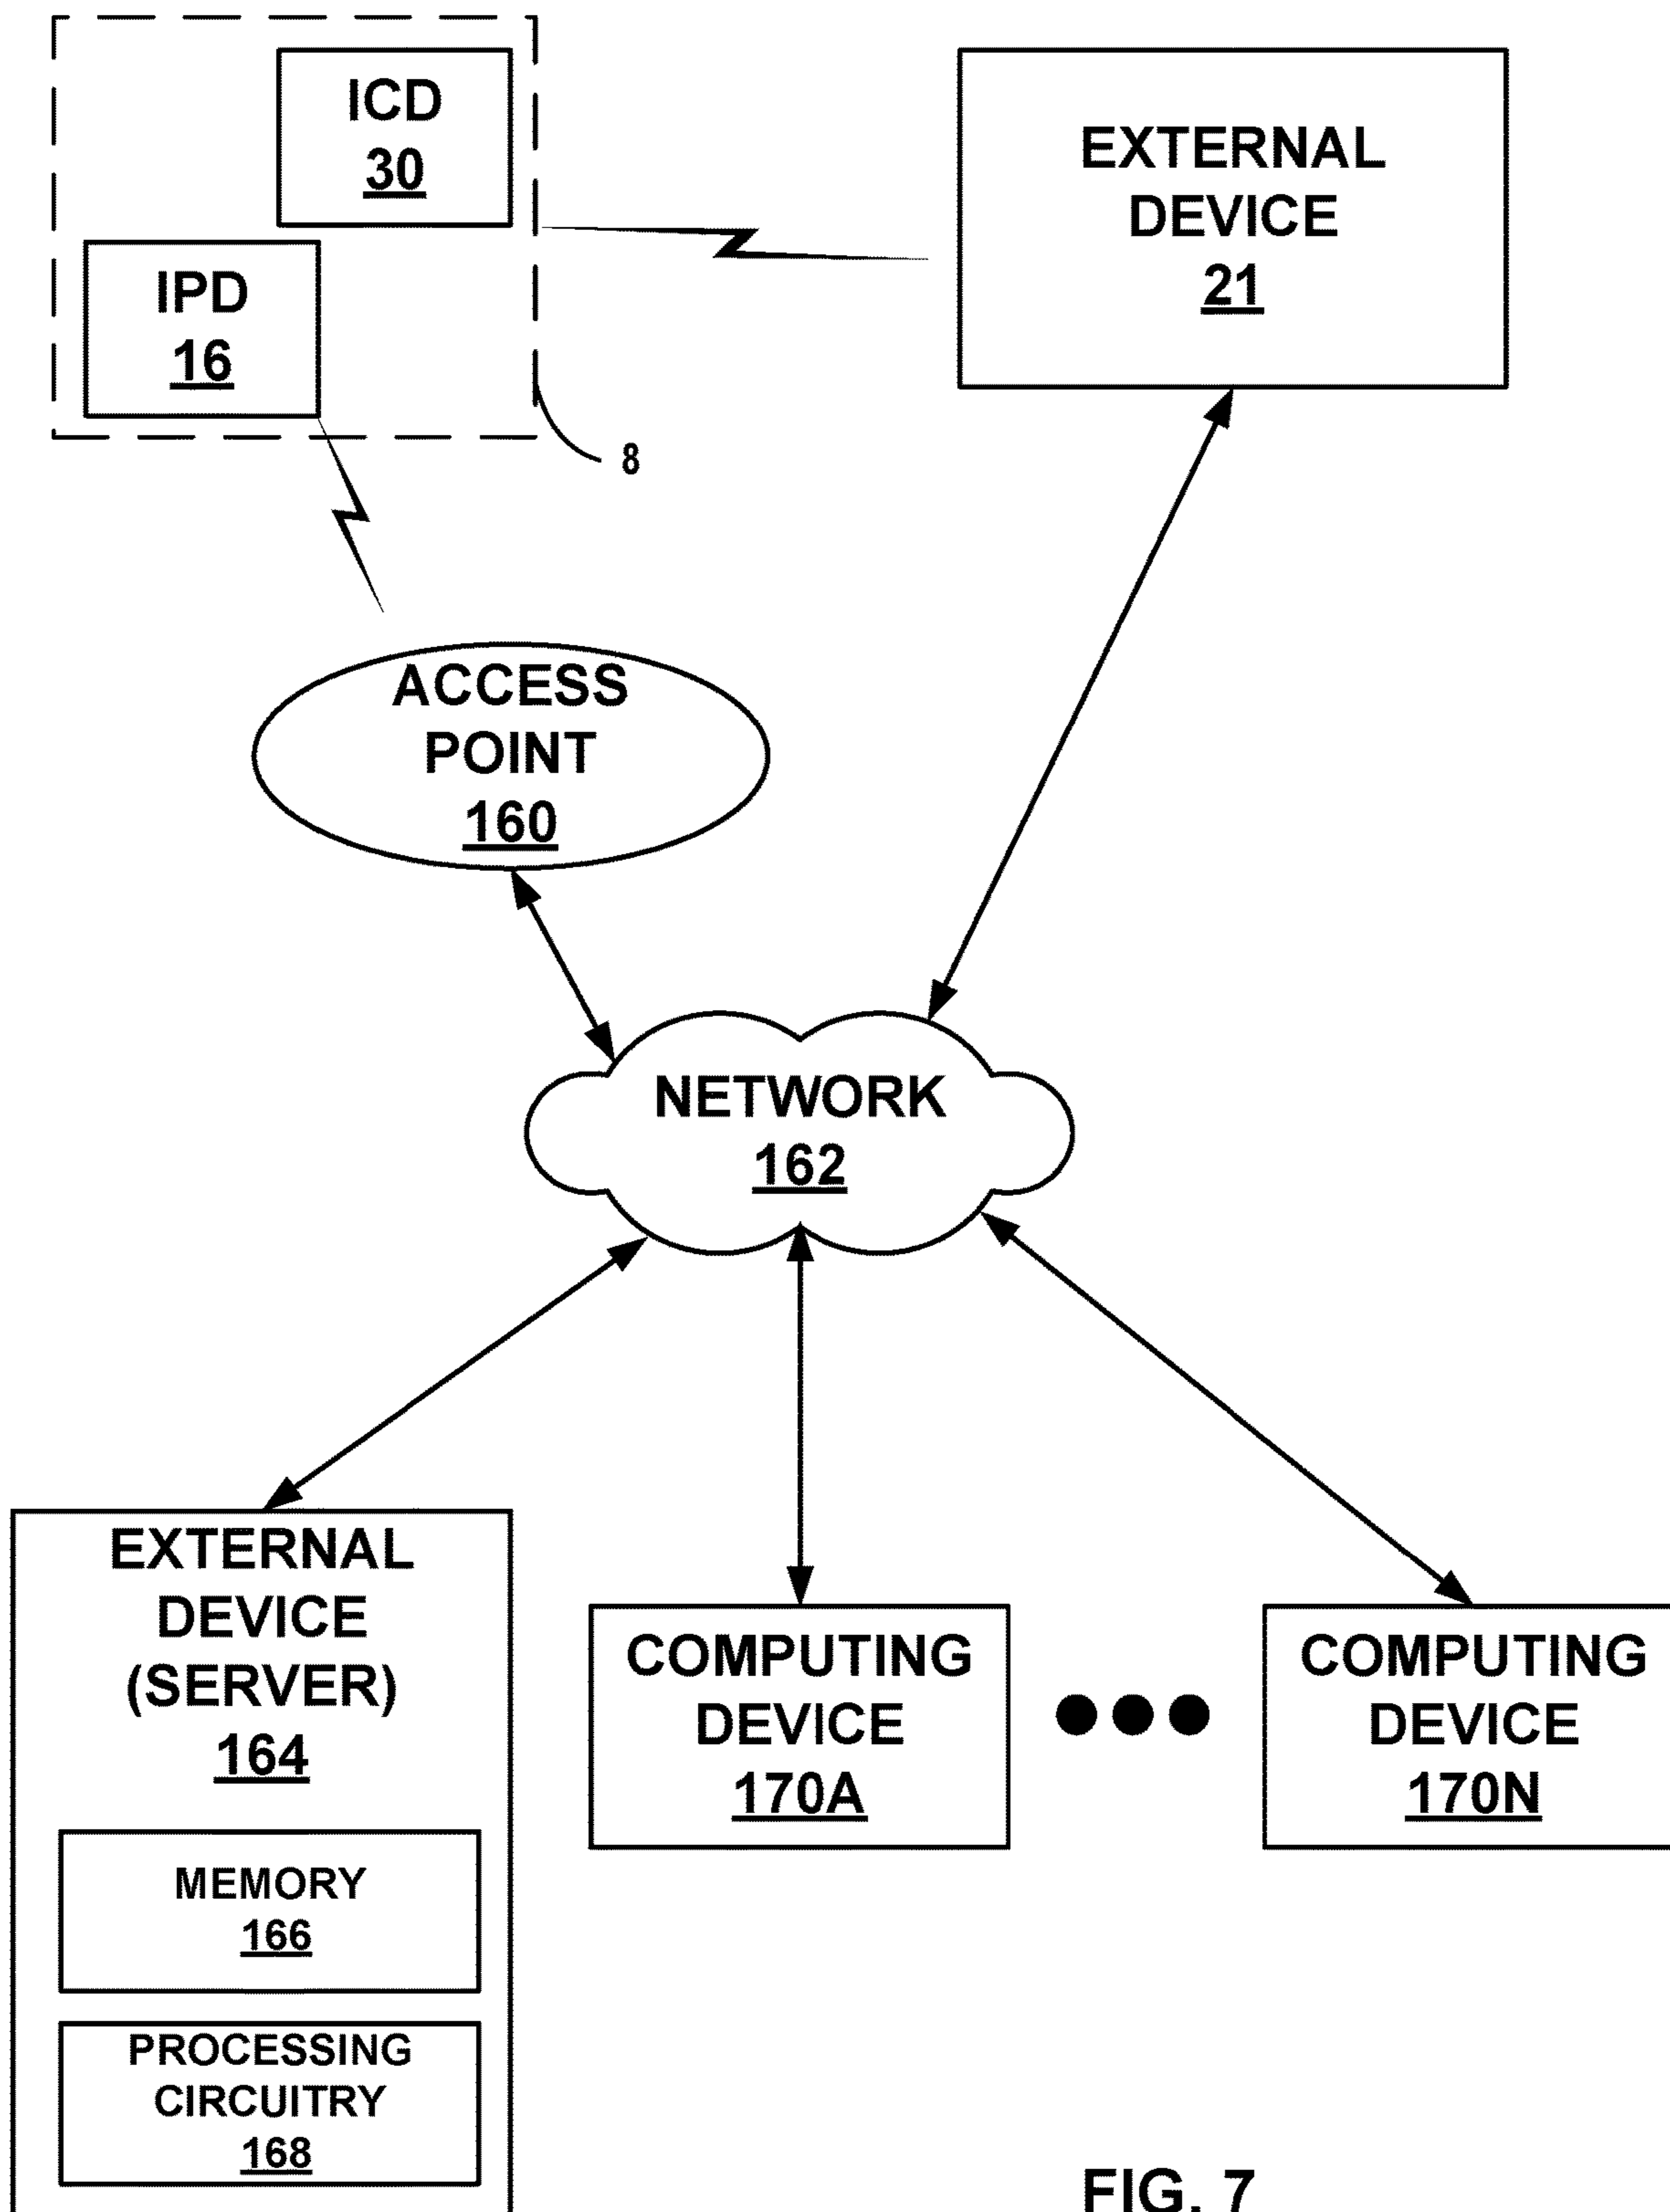 ICD
30
IPD
16
8
EXTERNAL
DEVICE
21
ACCESS
POINT
160
NETWORK
162
EXTERNAL
DEVICE
(SERVER)
164
MEMORY
166
PROCESSING
CIRCUITRY
168
COMPUTING
DEVICE
170A
COMPUTING
DEVICE
170N
FIG. 7